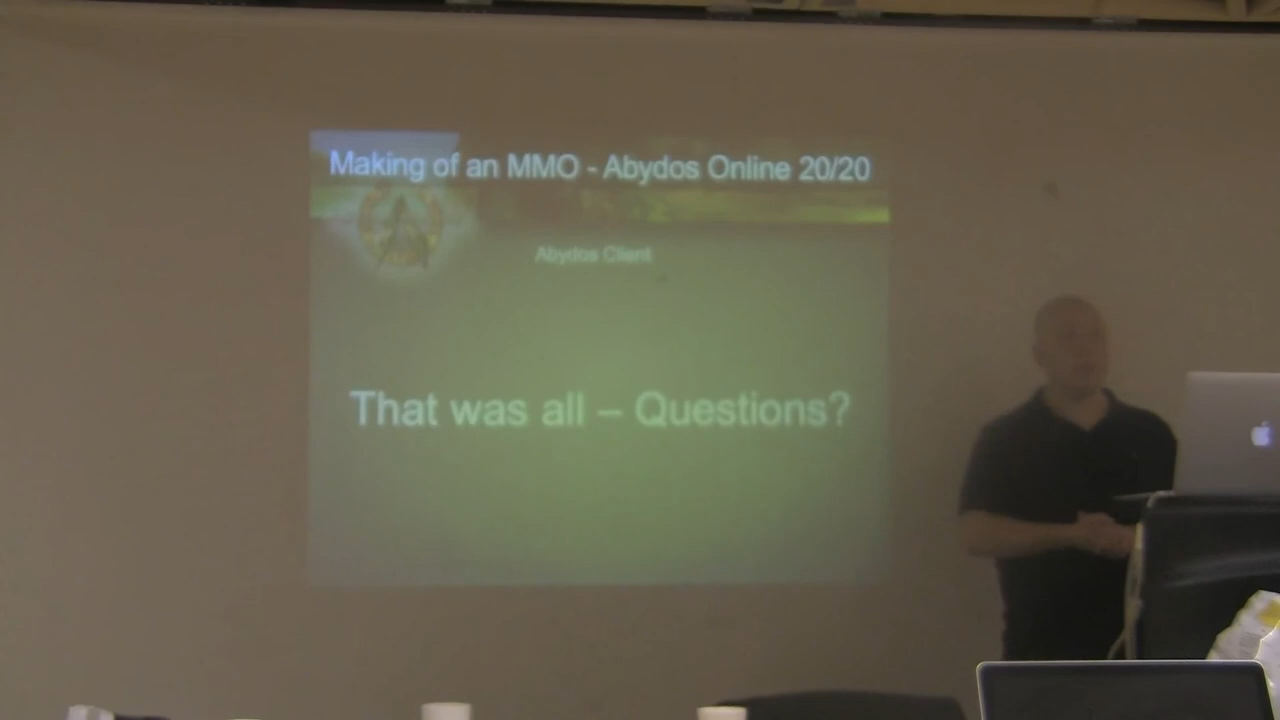 Making of an MMO - Abydos Online 20/20
Abydos Client
That was all – Questions?